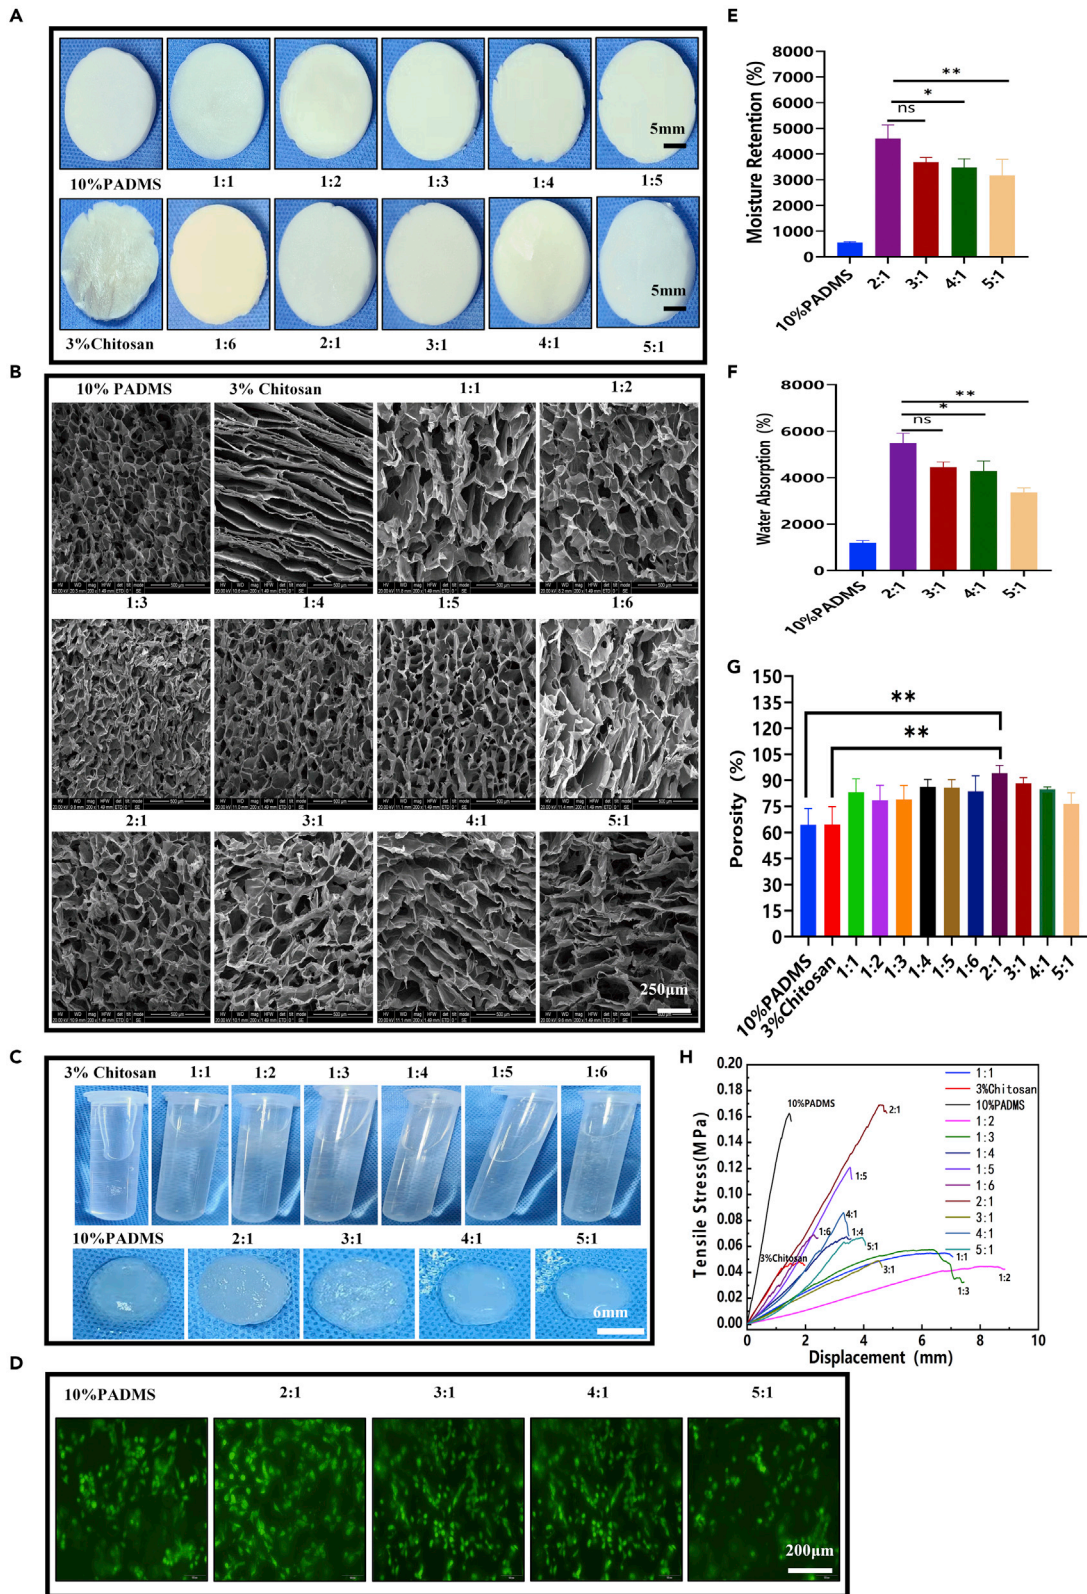 A
10%PADMS 1:1 1:2 1:3 1:4 1:5
5mm
3%Chitosan 1:6 2:1 3:1 4:1 5:1
5mm
B
10% PADMS 3% Chitosan 1:1 1:2
1:3 1:4 1:5 1:6
2:1 3:1 4:1 5:1
250μm
C
3% Chitosan 1:1 1:2 1:3 1:4 1:5 1:6
10%PADMS 2:1 3:1 4:1 5:1
6mm
D
10%PADMS 2:1 3:1 4:1 5:1
200μm
E
Moisture Retention (%)
8000
7000
6000
5000
4000
3000
2000
1000
0
**
*
ns
10%PADMS 2:1 3:1 4:1 5:1
F
Water Absorption (%)
8000
6000
4000
2000
0
**
*
ns
10%PADMS 2:1 3:1 4:1 5:1
G
Porosity (%)
150
135
120
105
90
75
60
45
30
15
0
**
**
10%PADMS 3%Chitosan 1:1 1:2 1:3 1:4 1:5 1:6 2:1 3:1 4:1 5:1
H
Tensile Stress(MPa)
0.20
0.18
0.16
0.14
0.12
0.10
0.08
0.06
0.04
0.02
0.00
10%PADMS
2:1
1:5
4:1
1:6
1:4
5:1
3%Chitosan
3:1
1:1
1:2
1:3
1:1
3%Chitosan
10%PADMS
1:2
1:3
1:4
1:5
1:6
2:1
3:1
4:1
5:1
0 2 4 6 8 10
Displacement (mm)